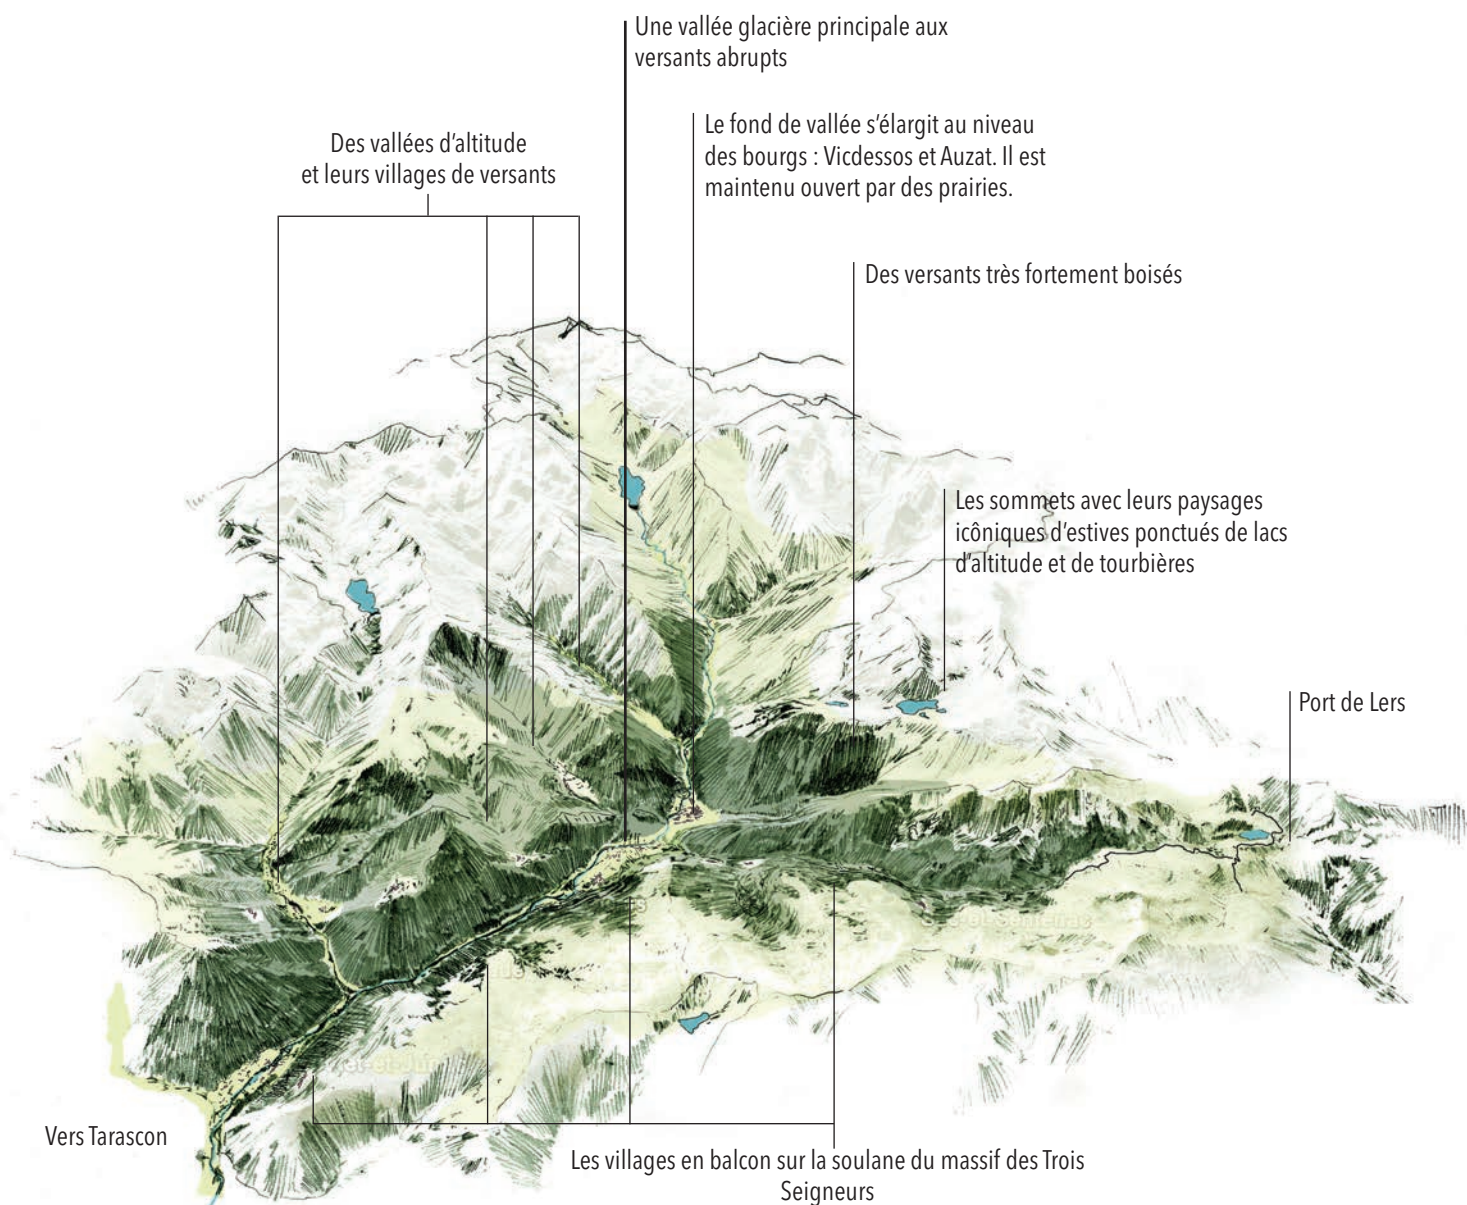 Une vallée glacière principale aux
versants abrupts
Des vallées d'altitude
et leurs villages de versants
Le fond de vallée s'élargit au niveau
des bourgs : Vicdessos et Auzat. Il est
maintenu ouvert par des prairies.
Des versants très fortement boisés
Les sommets avec leurs paysages
icôniques d'estives ponctués de lacs
d'altitude et de tourbières
Port de Lers
Vers Tarascon
Les villages en balcon sur la soulane du massif des Trois
Seigneurs